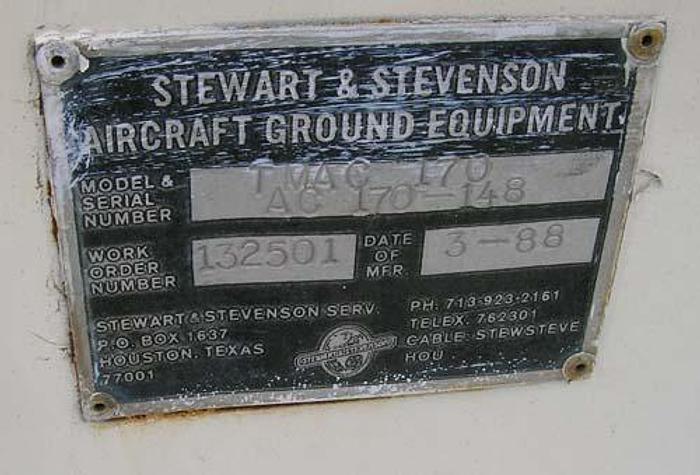 STEWART & STEVENSON
AIRCRAFT GROUND EQUIPMENT
MODEL &
SERIAL
NUMBER
TMAC 170
AC 170-148
WORK
ORDER
NUMBER
132501
DATE
OF
MFR.
3-88
STEWART & STEVENSON SERV.
P.O. BOX 1637
HOUSTON, TEXAS
77001
PH. 713-923-2161
TELEX. 762301
CABLE: STEWSTEVE
HOU